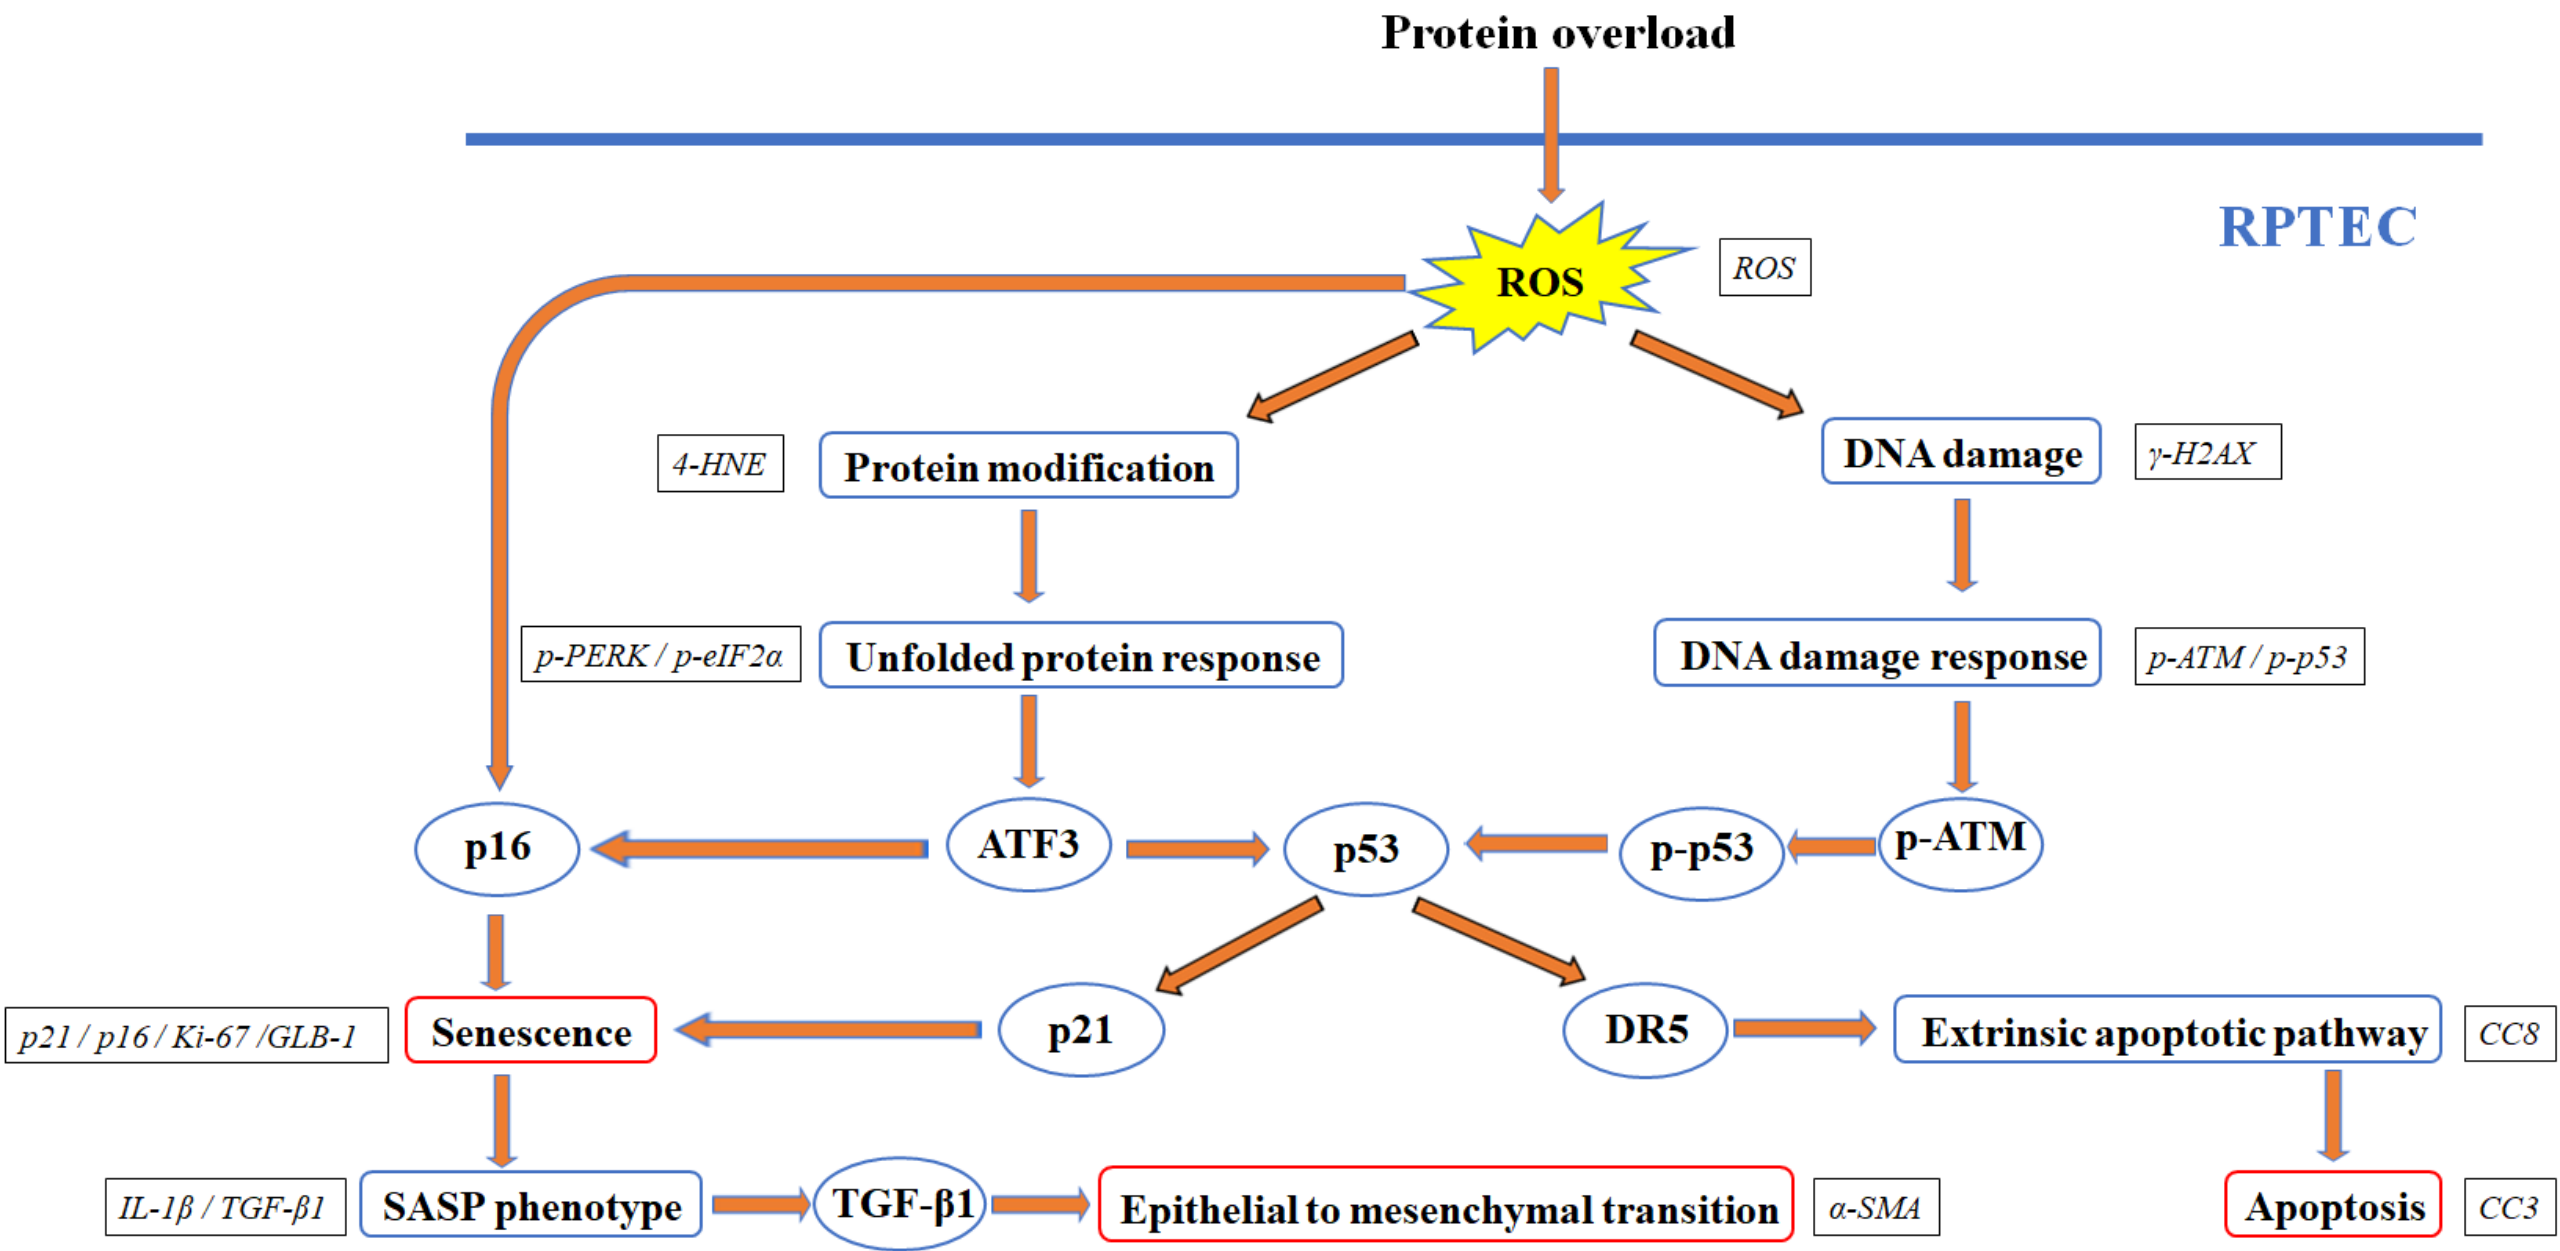 Protein overload
RPTEC
ROS
ROS
4-HNE
Protein modification
DNA damage
γ-H2AX
p-PERK / p-eIF2α
Unfolded protein response
DNA damage response
p-ATM / p-p53
p16
ATF3
p53
p-p53
p-ATM
p21 / p16 / Ki-67 /GLB-1
Senescence
p21
DR5
Extrinsic apoptotic pathway
CC8
IL-1β / TGF-β1
SASP phenotype
TGF-β1
Epithelial to mesenchymal transition
α-SMA
Apoptosis
CC3